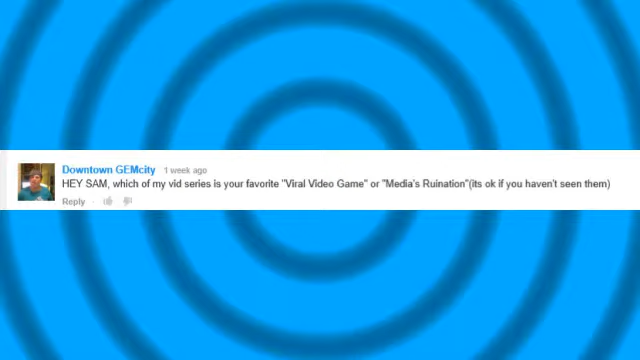 Downtown GEMcity 1 week ago
HEY SAM, which of my vid series is your favorite "Viral Video Game" or "Media's Ruination"(its ok if you haven't seen them)
Reply